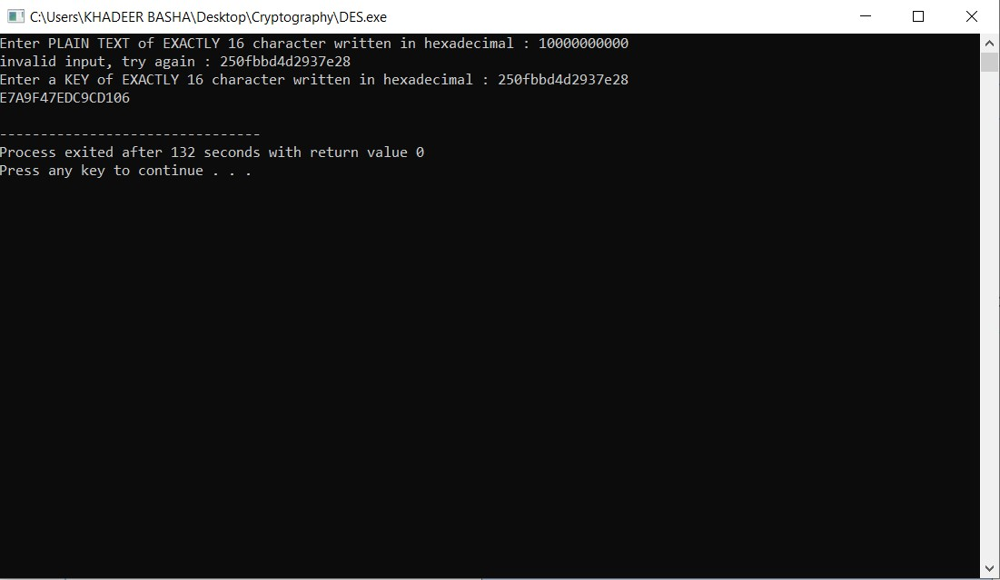 C:\Users\KHADEER BASHA\Desktop\Cryptography\DES.exe
Enter PLAIN TEXT of EXACTLY 16 character written in hexadecimal : 10000000000
invalid input, try again : 250fbbd4d2937e28
Enter a KEY of EXACTLY 16 character written in hexadecimal : 250fbbd4d2937e28
E7A9F47EDC9CD106
--------------------------------
Process exited after 132 seconds with return value 0
Press any key to continue . . .